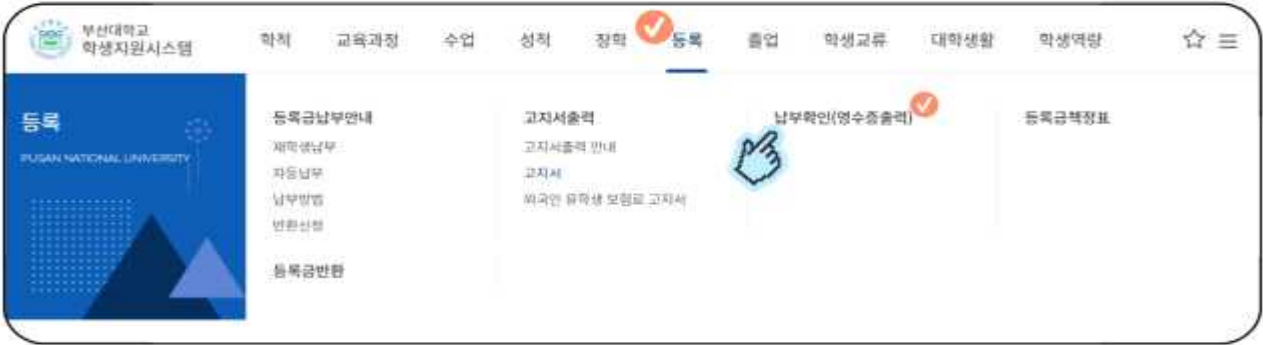 부산대학교
학생지원시스템
학적 교육과정 수업 성적 장학 등록 졸업 학생교류 대학생활 학생역량
등록
PUSAN NATIONAL UNIVERSITY
등록금납부안내
재학생납부
자동납부
납부방법
반환신청
등록금반환
고지서출력
고지서출력 안내
고지서
외국인 유학생 보험료 고지서
납부확인(영수증출력)
등록금책정표